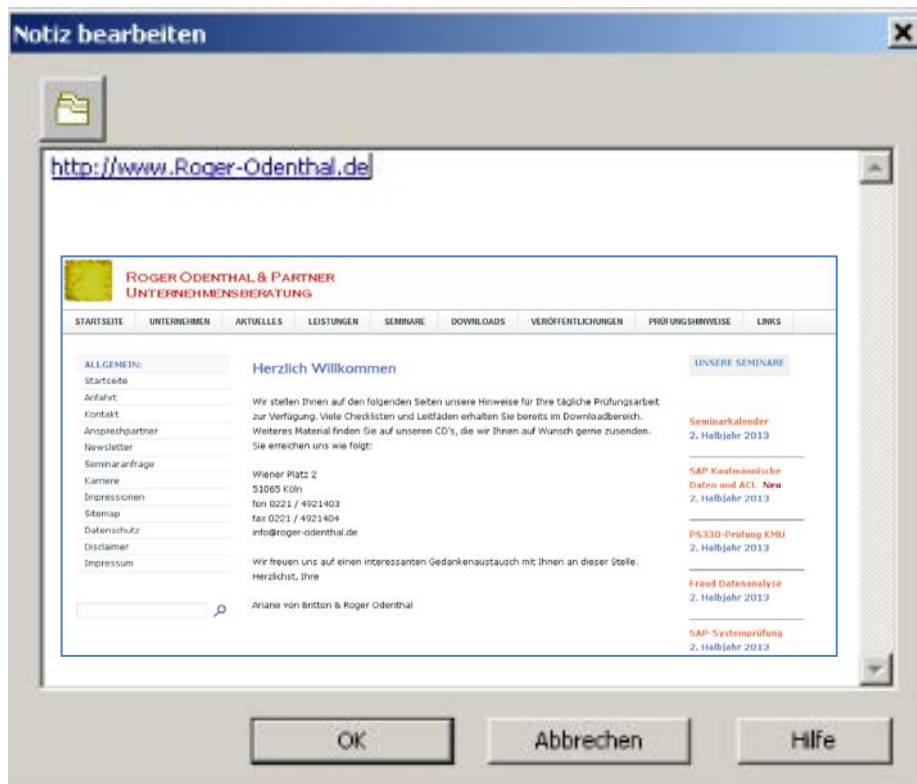 Notiz bearbeiten
http://www.Roger-Odenthal.de
ROGER ODENTHAL & PARTNER
UNTERNEHMENSBERATUNG
STARTSEITE UNTERNEHMEN AKTUELLES LEISTUNGEN SEMINARE DOWNLOADS VERÖFFENTLICHUNGEN PRÜFUNGSHINWEISE LINKS
ALLGEMEIN:
Startseite
Anfahrt
Kontakt
Ansprechpartner
Newsletter
Seminaranfrage
Karriere
Impressionen
Sitemap
Datenschutz
Disclaimer
Impressum
Herzlich Willkommen
Wir stellen Ihnen auf den folgenden Seiten unsere Hinweise für Ihre tägliche Prüfungsarbeit
zur Verfügung. Viele Checklisten und Leitfäden erhalten Sie bereits im Downloadbereich.
Weiteres Material finden Sie auf unseren CD's, die wir Ihnen auf Wunsch gerne zusenden.
Sie erreichen uns wie folgt:
Wiener Platz 2
51065 Köln
fon 0221 / 4921403
fax 0221 / 4921404
info@roger-odenthal.de
Wir freuen uns auf einen interessanten Gedankenaustausch mit Ihnen an dieser Stelle.
Herzlichst, Ihre
Ariane von Britton & Roger Odenthal
UNSERE SEMINARE
Seminarkalender
2. Halbjahr 2013
SAP Kaufmännische
Daten und ACL Neu
2. Halbjahr 2013
PS330-Prüfung KMU
2. Halbjahr 2013
Fraud Datenanalyse
2. Halbjahr 2013
SAP-Systemprüfung
2. Halbjahr 2013
OK Abbrechen Hilfe